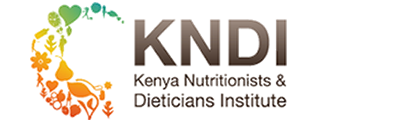 KNDI
Kenya Nutritionists &
Dieticians Institute